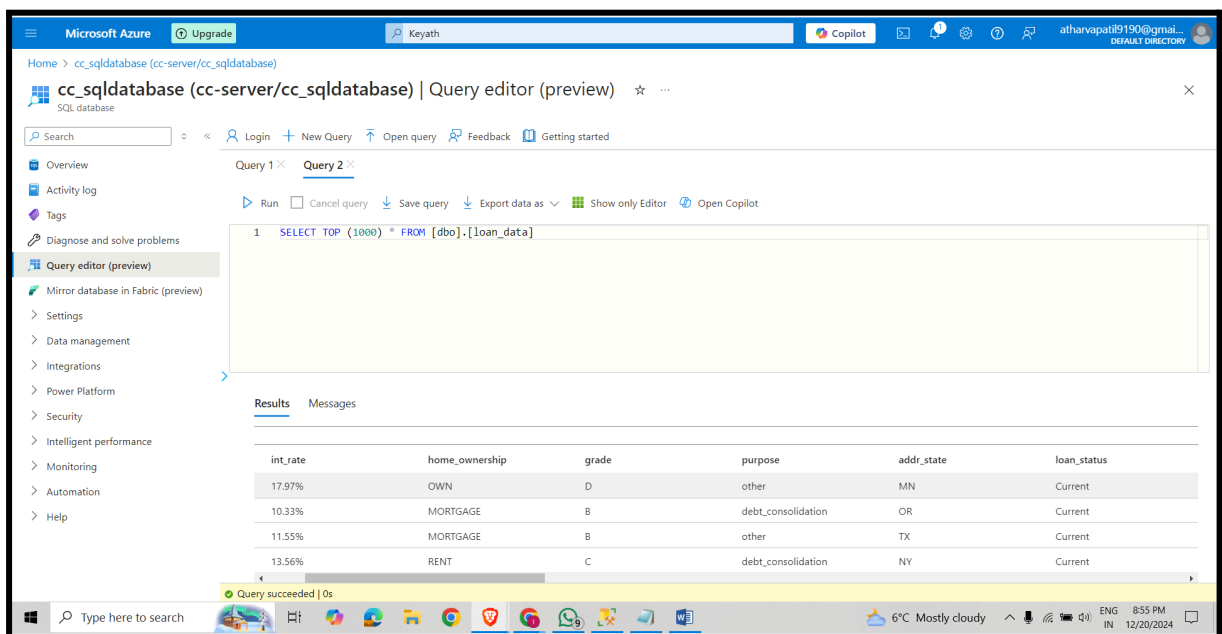 Microsoft Azure Upgrade Keyath Copilot 1 atharvapatil9190@gmai...
DEFAULT DIRECTORY
Home > cc_sqldatabase (cc-server/cc_sqldatabase)
cc_sqldatabase (cc-server/cc_sqldatabase) | Query editor (preview)
SQL database
Search
Login New Query Open query Feedback Getting started
Overview
Activity log
Tags
Diagnose and solve problems
Query editor (preview)
Mirror database in Fabric (preview)
Settings
Data management
Integrations
Power Platform
Security
Intelligent performance
Monitoring
Automation
Help
Query 1 Query 2
Run Cancel query Save query Export data as Show only Editor Open Copilot
1 SELECT TOP (1000) * FROM [dbo].[loan_data]
Results Messages
int_rate home_ownership grade purpose addr_state loan_status
17.97% OWN D other MN Current
10.33% MORTGAGE B debt_consolidation OR Current
11.55% MORTGAGE B other TX Current
13.56% RENT C debt_consolidation NY Current
Query succeeded | 0s
Type here to search 9 6°C Mostly cloudy ENG 8:55 PM
IN 12/20/2024